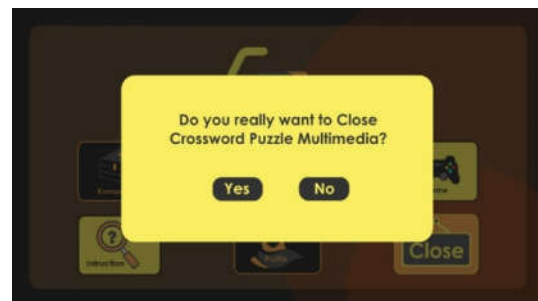 Do you really want to Close
Crossword Puzzle Multimedia?
Yes No
Close